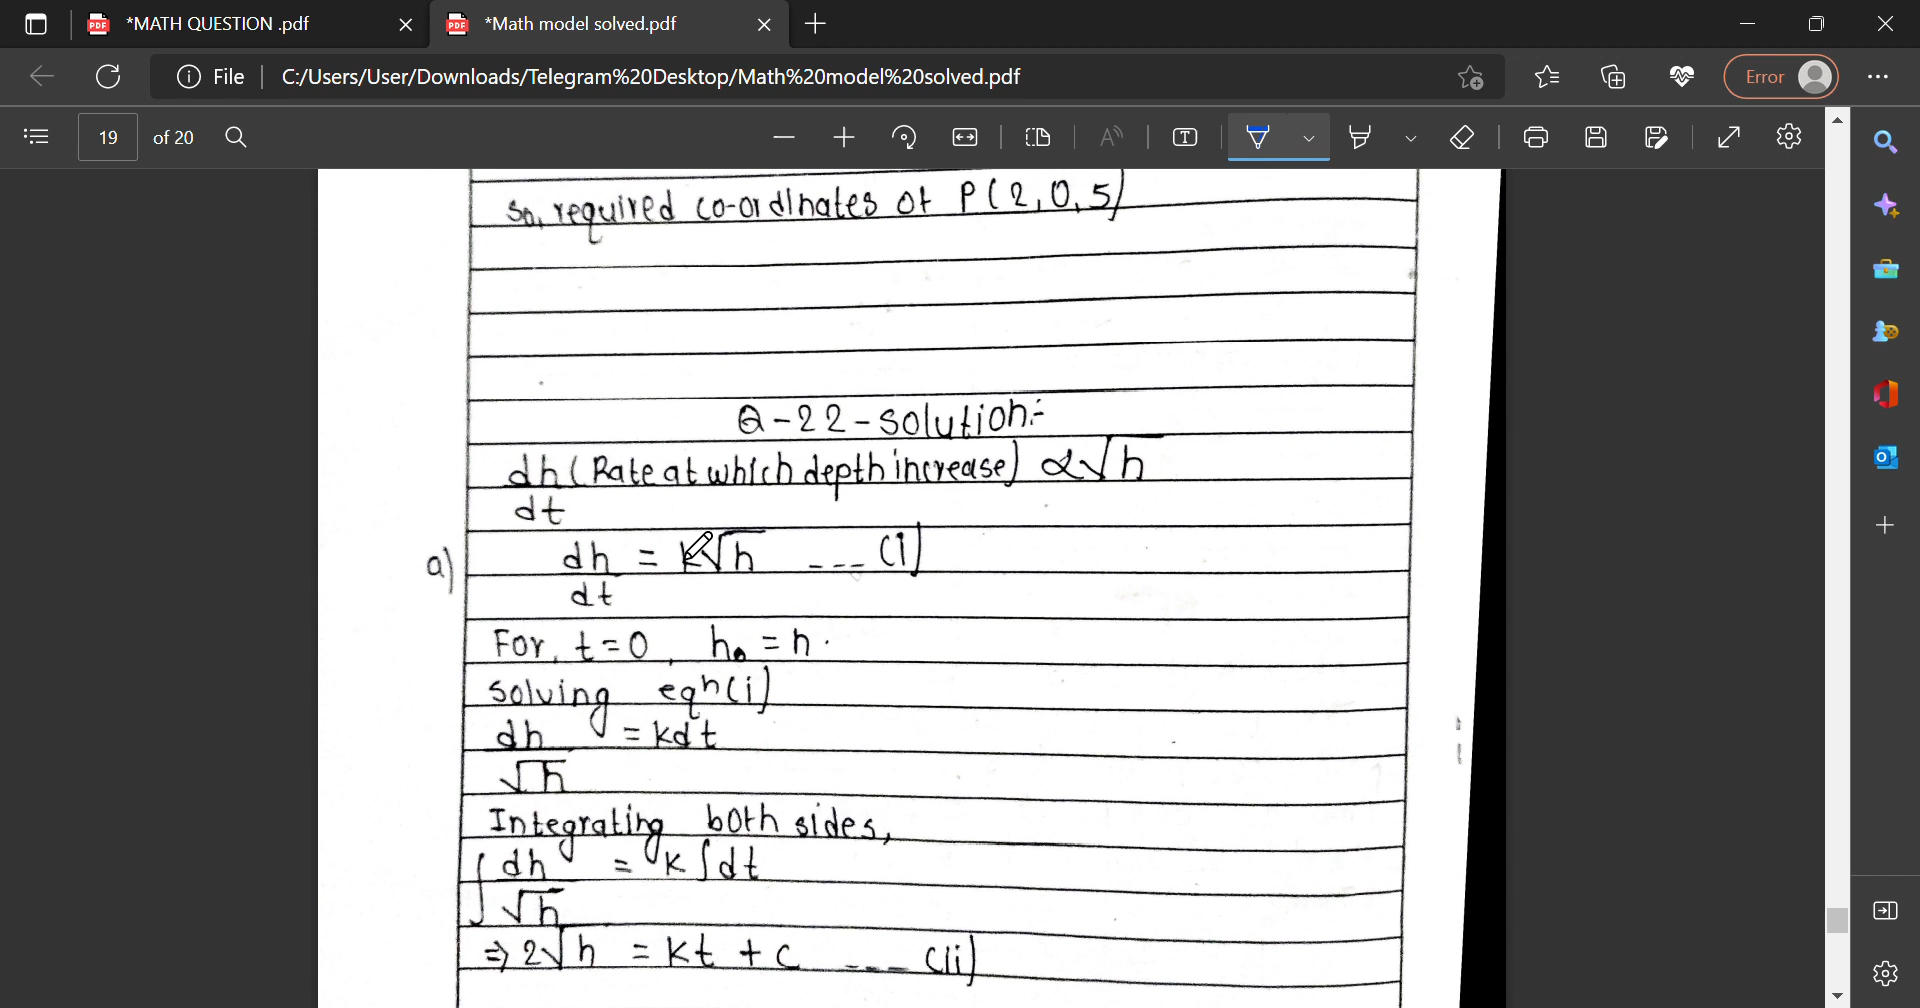 *MATH QUESTION .pdf
*Math model solved.pdf
File
C:/Users/User/Downloads/Telegram%20Desktop/Math%20model%20solved.pdf
Error
19 of 20
So, required co-ordinates of P(2,0,5)
Q-22-solution:-
dh (Rate at which depth increase) α √h
dt
a) dh = k√h --- (i)
dt
For, t=0, h₀ = h.
solving eqn(i)
dh = kdt
√h
Integrating both sides,
∫ dh = k ∫dt
√h
⇒ 2√h = kt + c --- (ii)